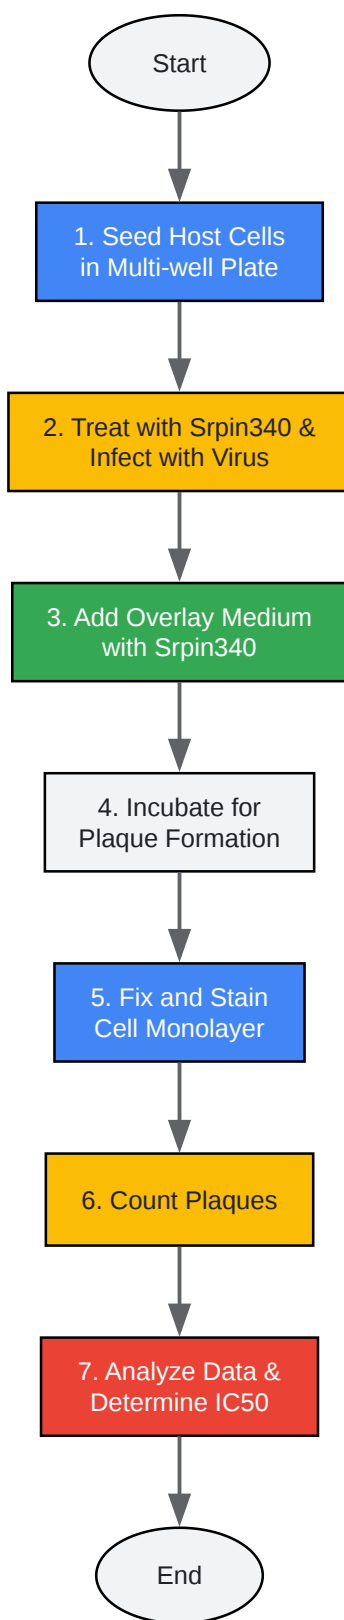 Start
1. Seed Host Cells
in Multi-well Plate
2. Treat with Srpin340 &
Infect with Virus
3. Add Overlay Medium
with Srpin340
4. Incubate for
Plaque Formation
5. Fix and Stain
Cell Monolayer
6. Count Plaques
7. Analyze Data &
Determine IC50
End